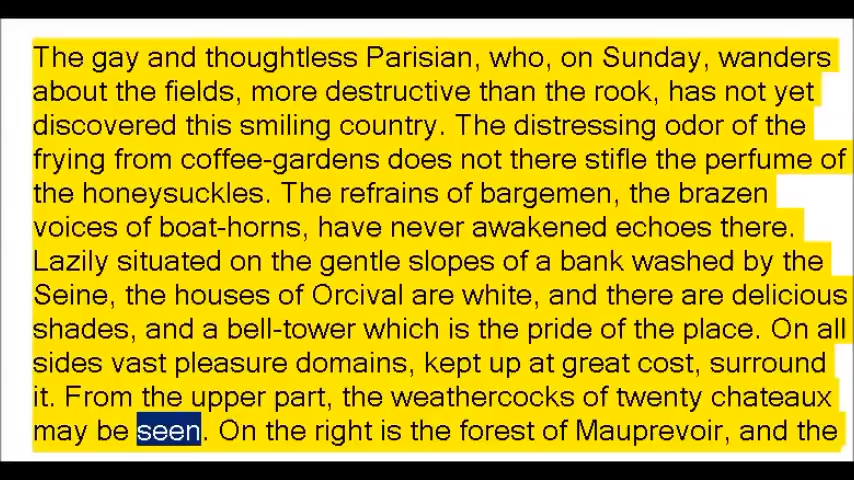 The gay and thoughtless Parisian, who, on Sunday, wanders
about the fields, more destructive than the rook, has not yet
discovered this smiling country. The distressing odor of the
frying from coffee-gardens does not there stifle the perfume of
the honeysuckles. The refrains of bargemen, the brazen
voices of boat-horns, have never awakened echoes there.
Lazily situated on the gentle slopes of a bank washed by the
Seine, the houses of Orcival are white, and there are delicious
shades, and a bell-tower which is the pride of the place. On all
sides vast pleasure domains, kept up at great cost, surround
it. From the upper part, the weathercocks of twenty chateaux
may be seen. On the right is the forest of Mauprevoir, and the